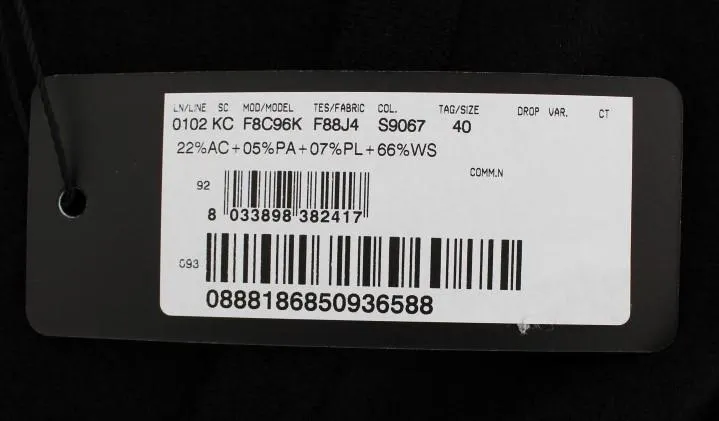 LN/LINE SC MOD/MODEL TES/FABRIC COL. TAG/SIZE DROP VAR. CT
0102 KC F8C96K F88J4 S9067 40
22%AC+05%PA+07%PL+66%WS
COMM.N
92
8 033898 382417
093
0888186850936588